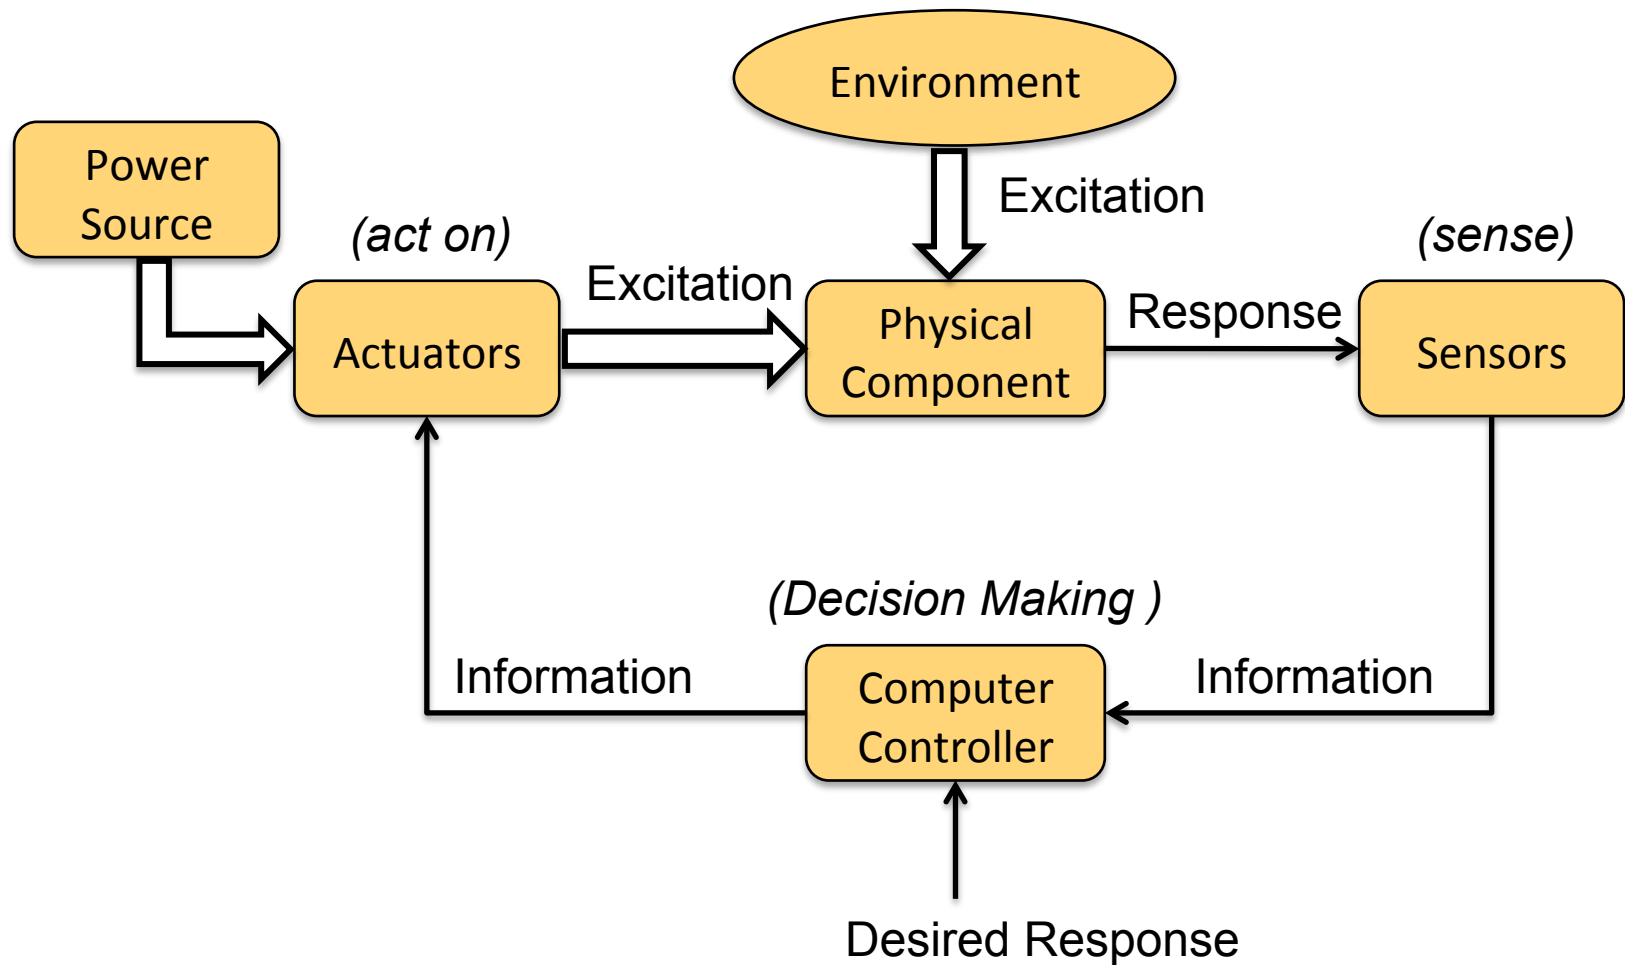 Environment
Power
Source
Excitation
(act on)
(sense)
Excitation
Physical
Component
Response
Actuators
Sensors
(Decision Making )
Information
Computer
Controller
Information
Desired Response